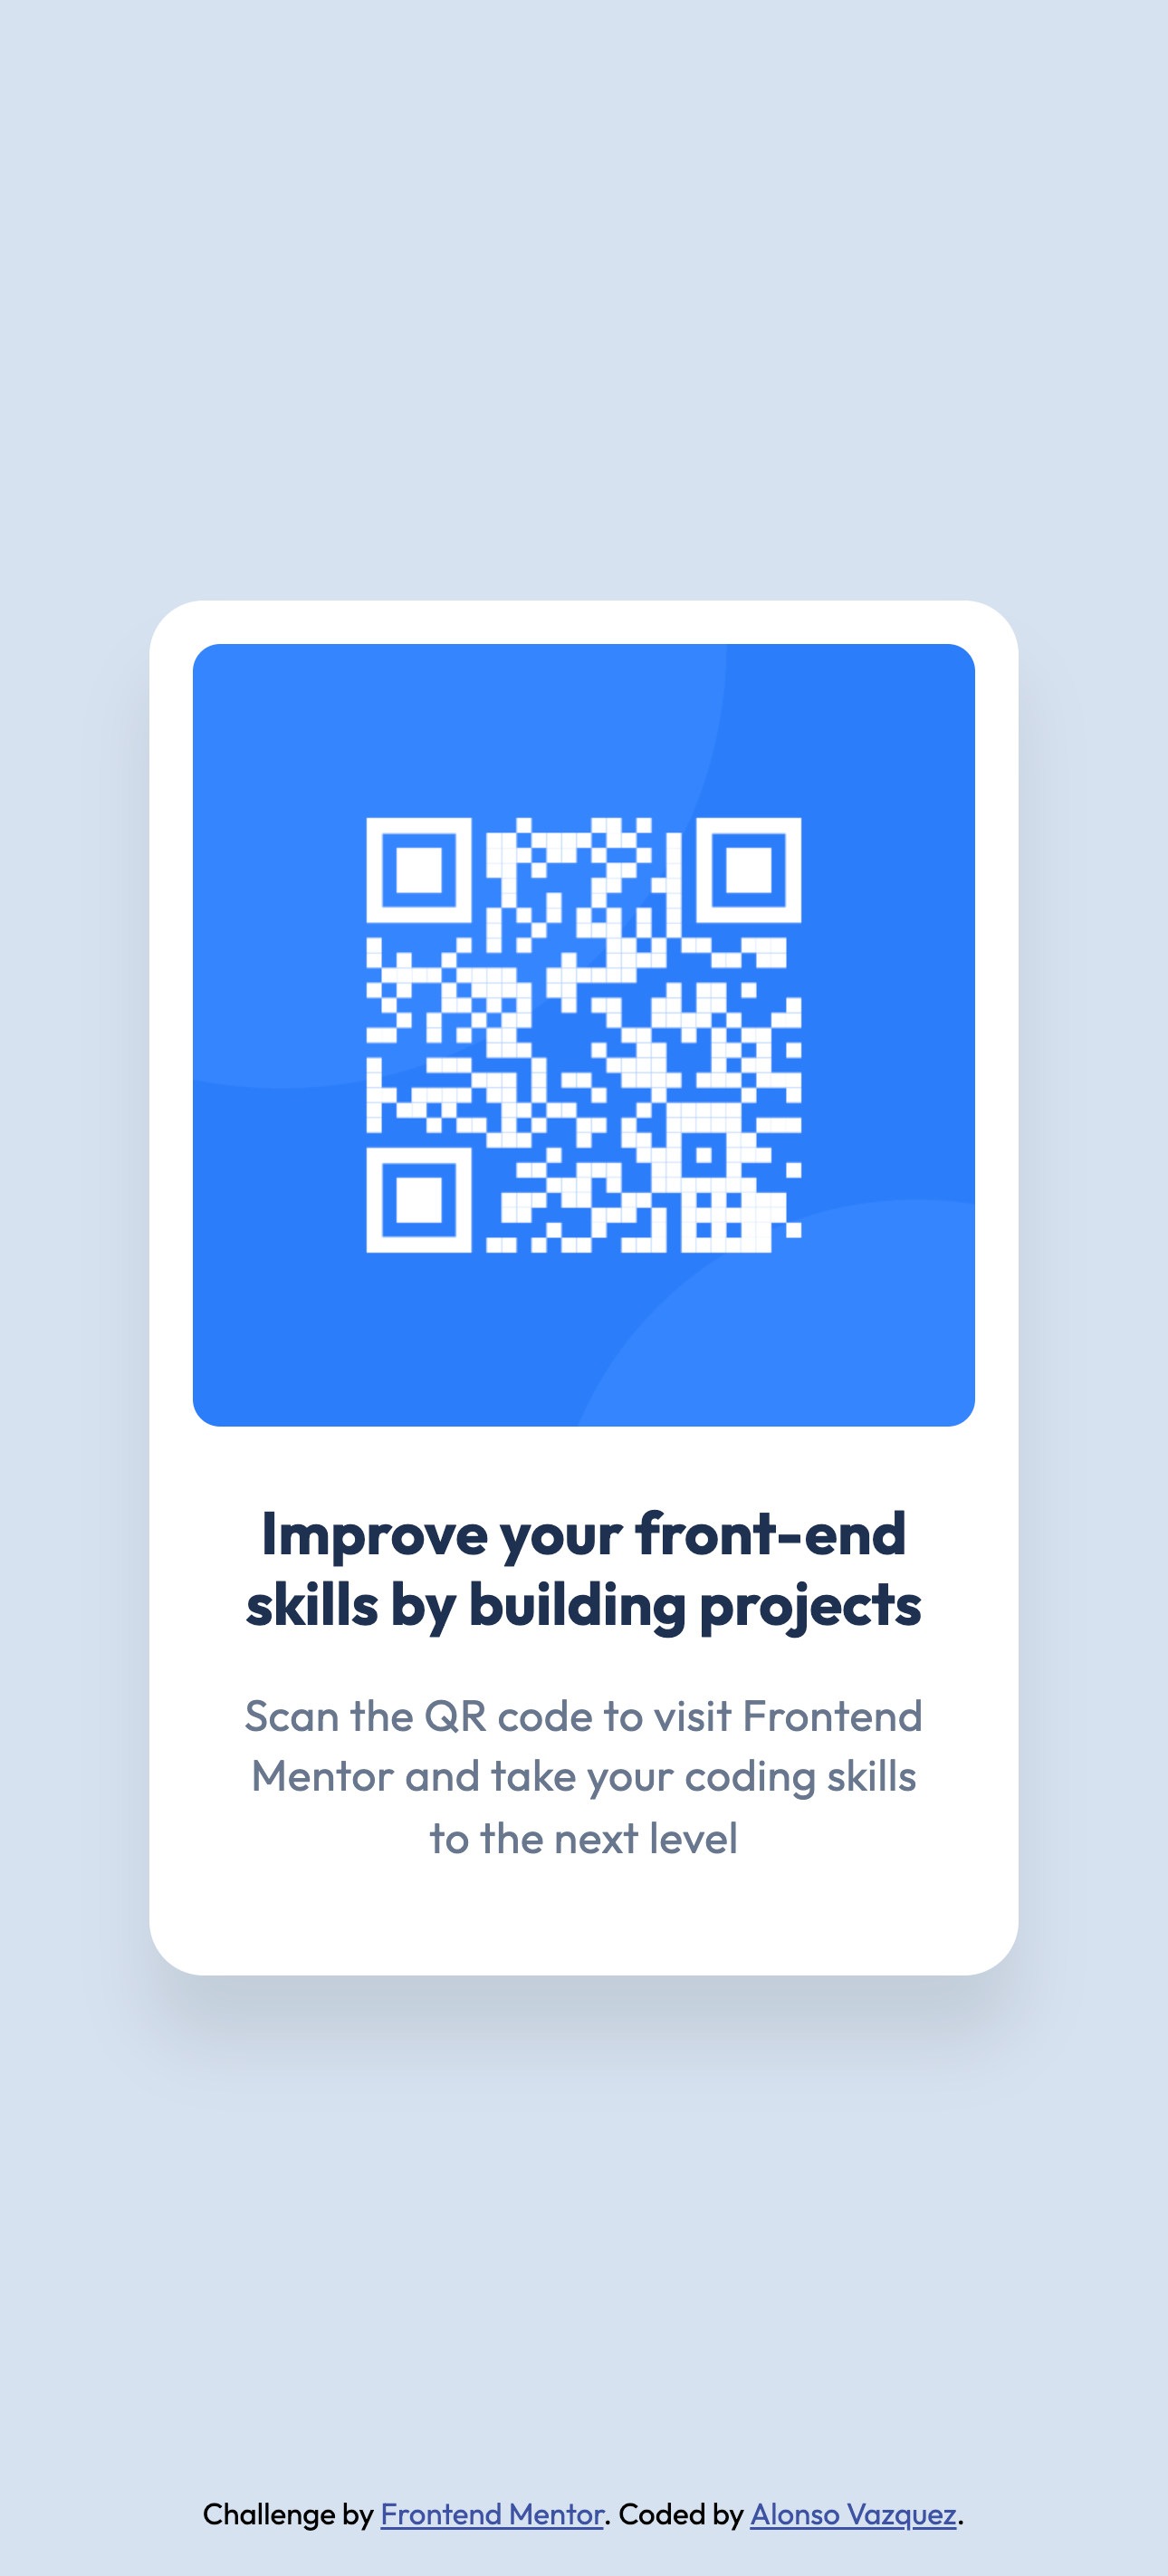 Improve your front-end
skills by building projects
Scan the QR code to visit Frontend
Mentor and take your coding skills
to the next level
Challenge by Frontend Mentor. Coded by Alonso Vazquez.